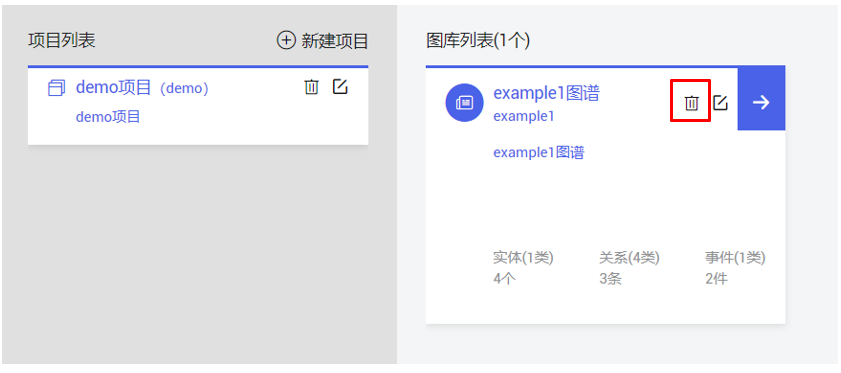 项目列表
新建项目
demo项目（demo）
demo项目
图库列表(1个)
example1图谱
example1
example1图谱
实体(1类)
4个
关系(4类)
3条
事件(1类)
2件